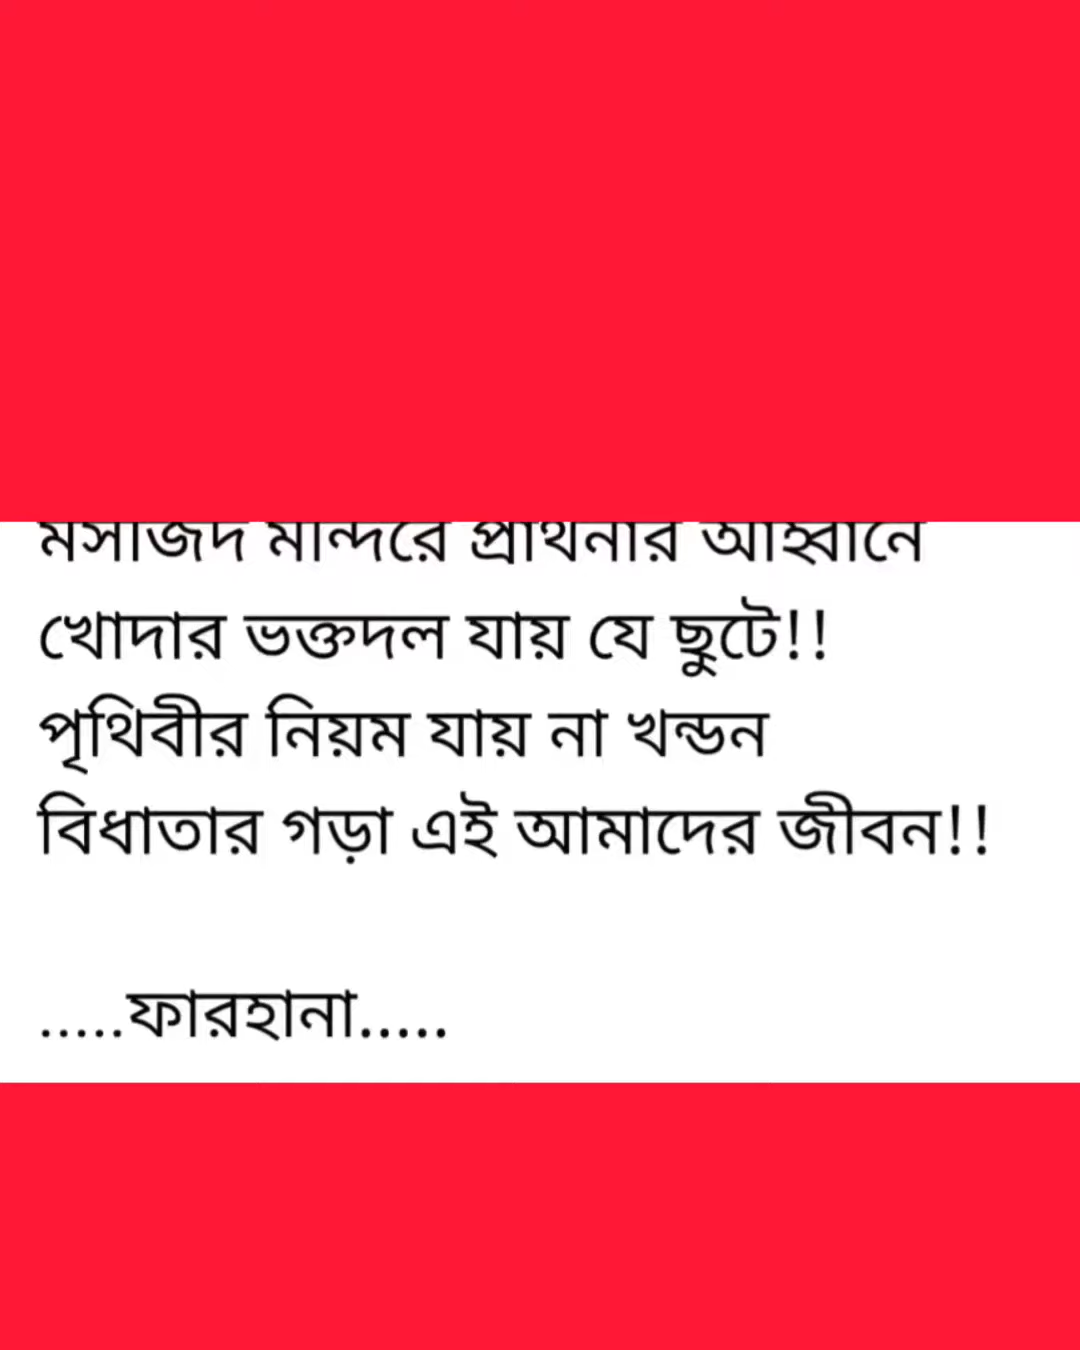 মসজিদ মন্দিরে প্রার্থনার আহ্বানে
খোদার ভক্তদল যায় যে ছুটে!!
পৃথিবীর নিয়ম যায় না খন্ডন
বিধাতার গড়া এই আমাদের জীবন!!
.....ফারহানা.....